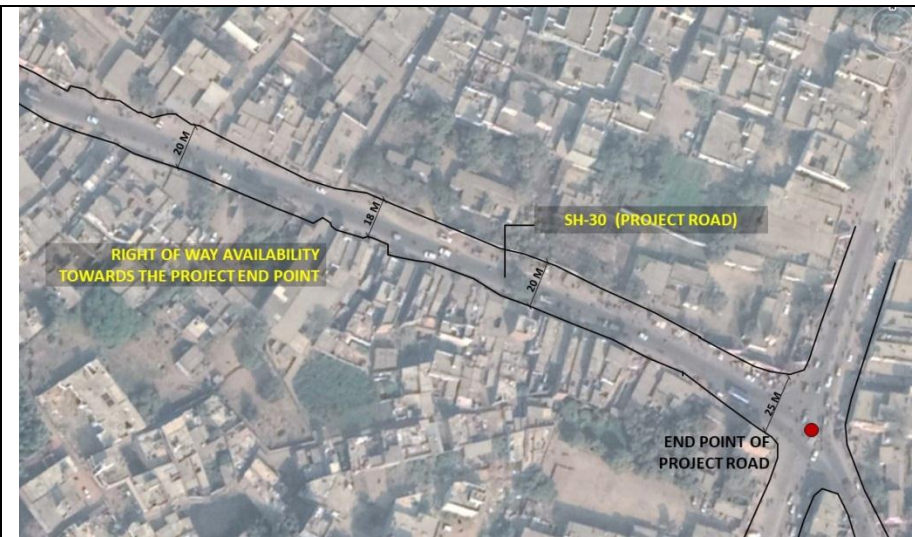 20 M
18 M
SH-30 (PROJECT ROAD)
RIGHT OF WAY AVAILABILITY
TOWARDS THE PROJECT END POINT
20 M
25 M
END POINT OF
PROJECT ROAD